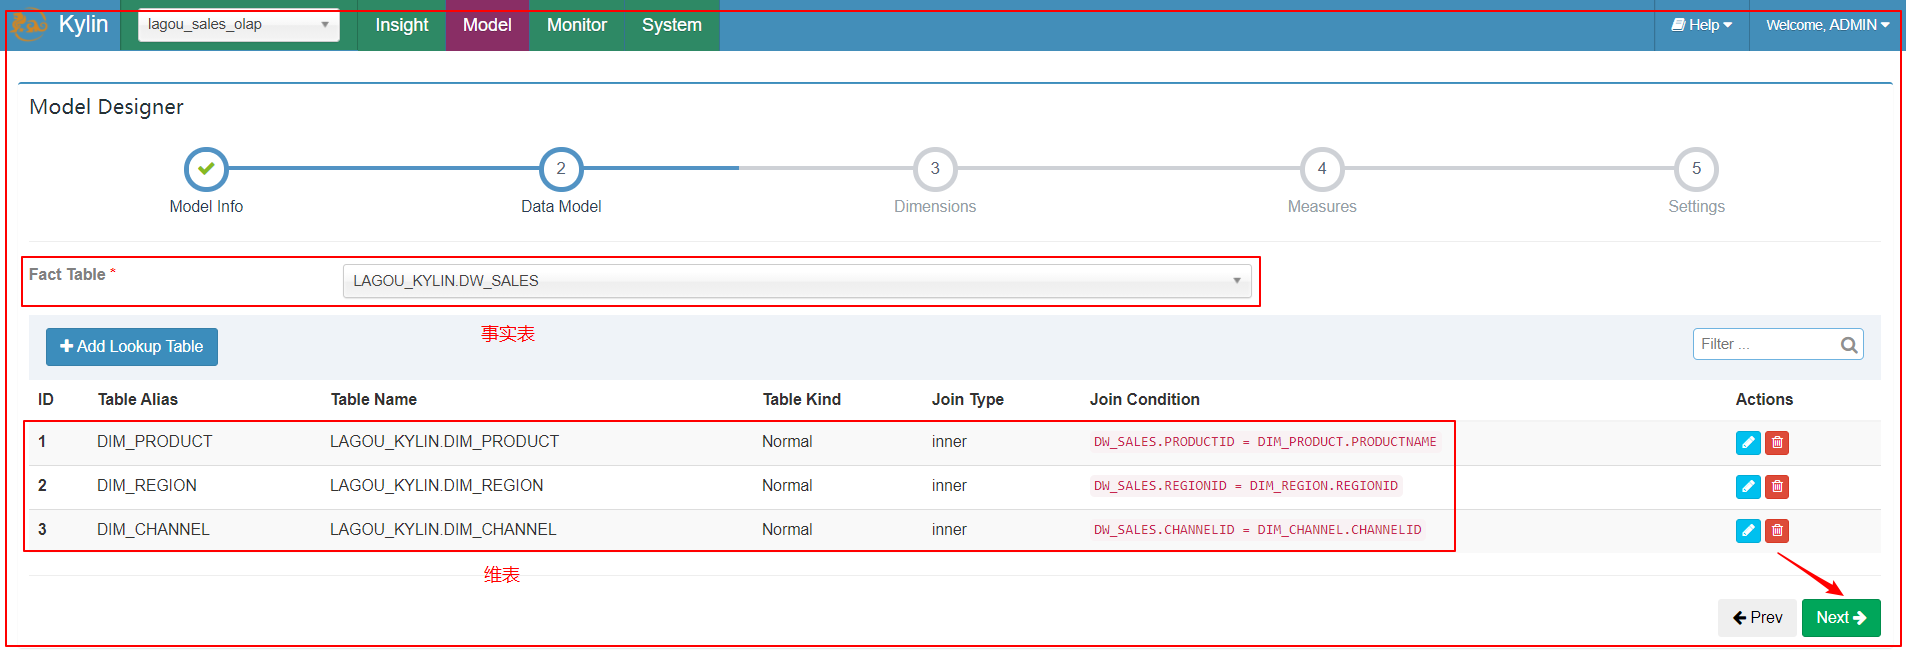 Kylin lagou_sales_olap Insight Model Monitor System Help Welcome, ADMIN
Model Designer
2 3 4 5
Model Info Data Model Dimensions Measures Settings
Fact Table * LAGOU_KYLIN.DW_SALES
事实表
Add Lookup Table Filter ...
ID Table Alias Table Name Table Kind Join Type Join Condition Actions
1 DIM_PRODUCT LAGOU_KYLIN.DIM_PRODUCT Normal inner DW_SALES.PRODUCTID = DIM_PRODUCT.PRODUCTNAME
2 DIM_REGION LAGOU_KYLIN.DIM_REGION Normal inner DW_SALES.REGIONID = DIM_REGION.REGIONID
3 DIM_CHANNEL LAGOU_KYLIN.DIM_CHANNEL Normal inner DW_SALES.CHANNELID = DIM_CHANNEL.CHANNELID
维表
Prev Next